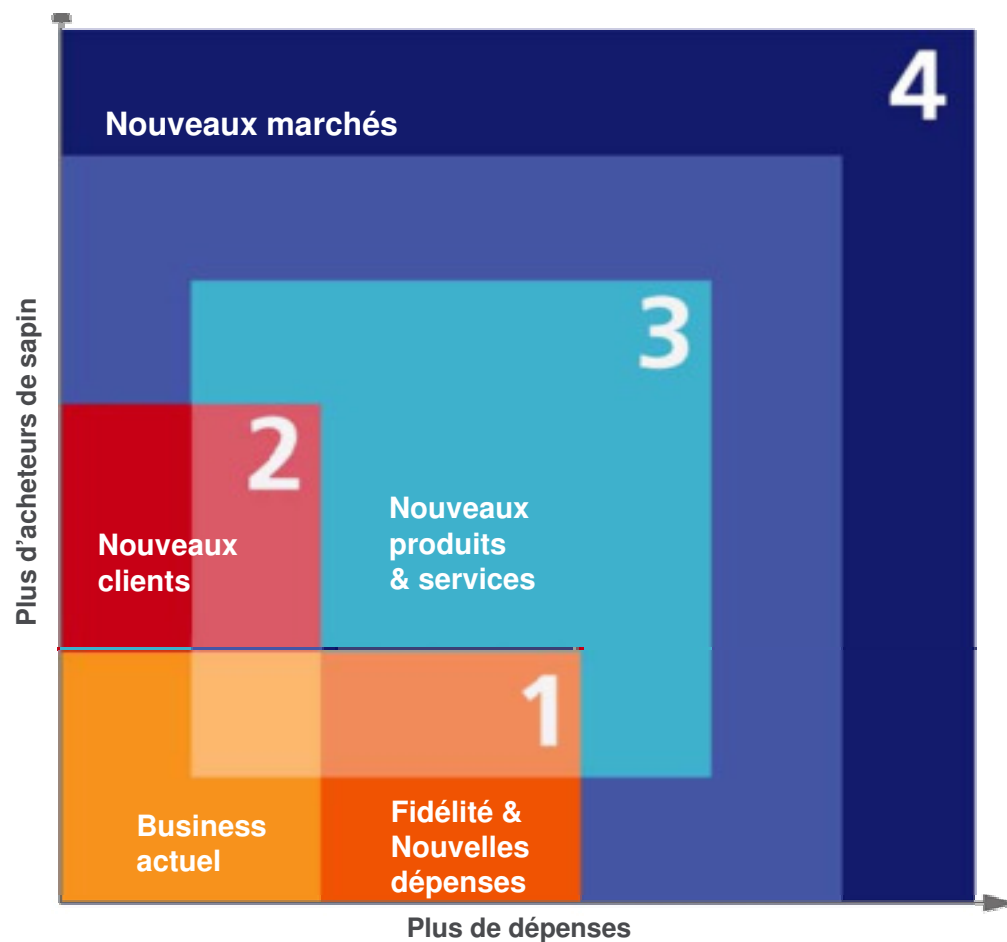 4
Nouveaux marchés
3
2
Nouveaux
produits
& services
Nouveaux
clients
1
Fidélité &
Nouvelles
dépenses
Business
actuel
Plus d'acheteurs de sapin
Plus de dépenses